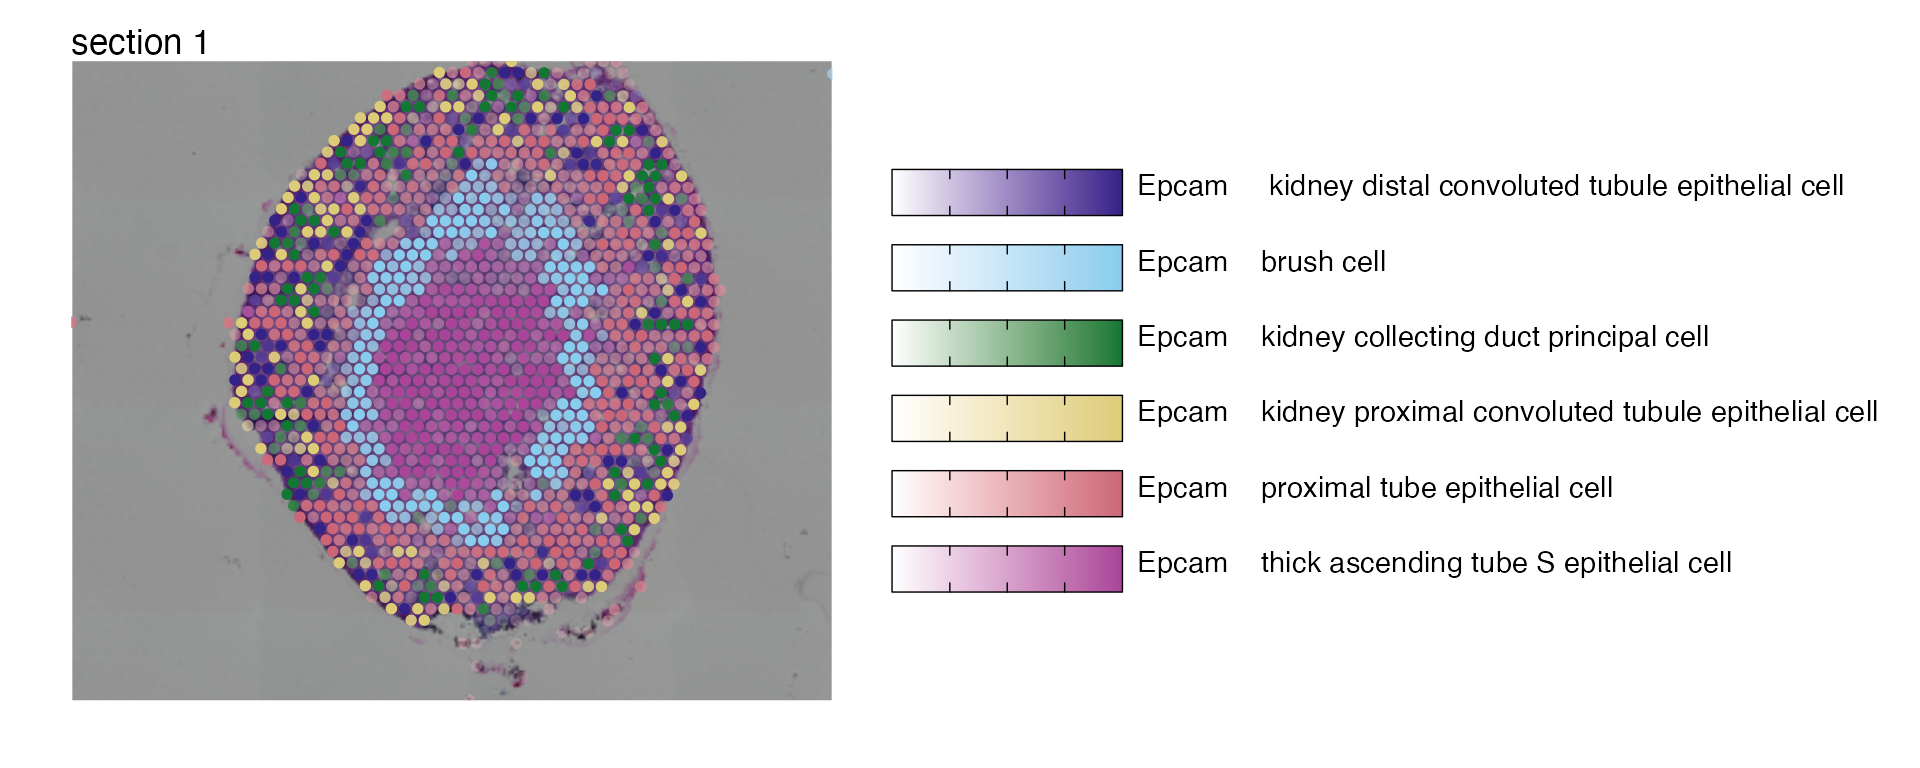 section 1
Epcam kidney distal convoluted tubule epithelial cell
Epcam brush cell
Epcam kidney collecting duct principal cell
Epcam kidney proximal convoluted tubule epithelial cell
Epcam proximal tube epithelial cell
Epcam thick ascending tube S epithelial cell